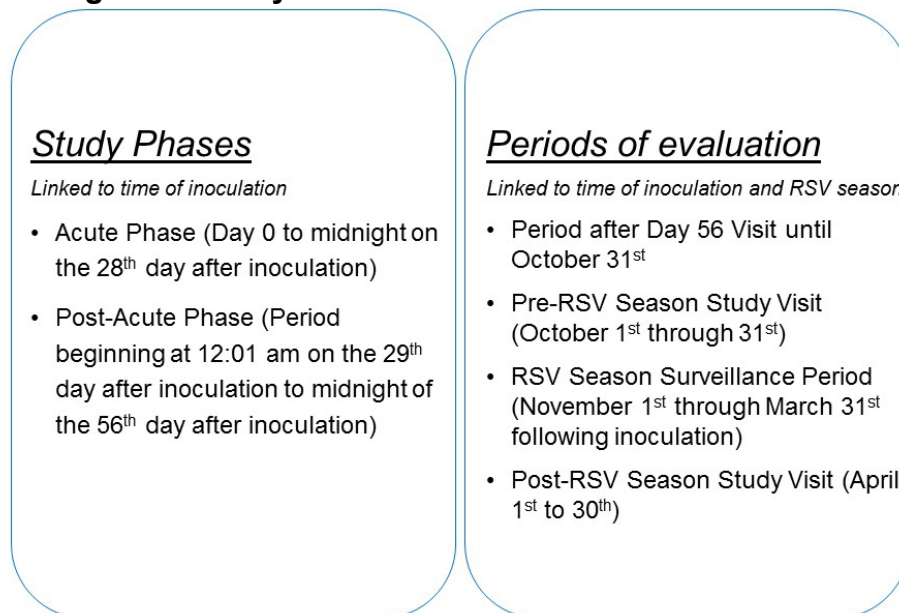 Study Phases
Linked to time of inoculation
• Acute Phase (Day 0 to midnight on
the 28th day after inoculation)
• Post-Acute Phase (Period
beginning at 12:01 am on the 29th
day after inoculation to midnight of
the 56th day after inoculation)
Periods of evaluation
Linked to time of inoculation and RSV season
• Period after Day 56 Visit until
October 31st
• Pre-RSV Season Study Visit
(October 1st through 31st)
• RSV Season Surveillance Period
(November 1st through March 31st
following inoculation)
• Post-RSV Season Study Visit (April
1st to 30th)